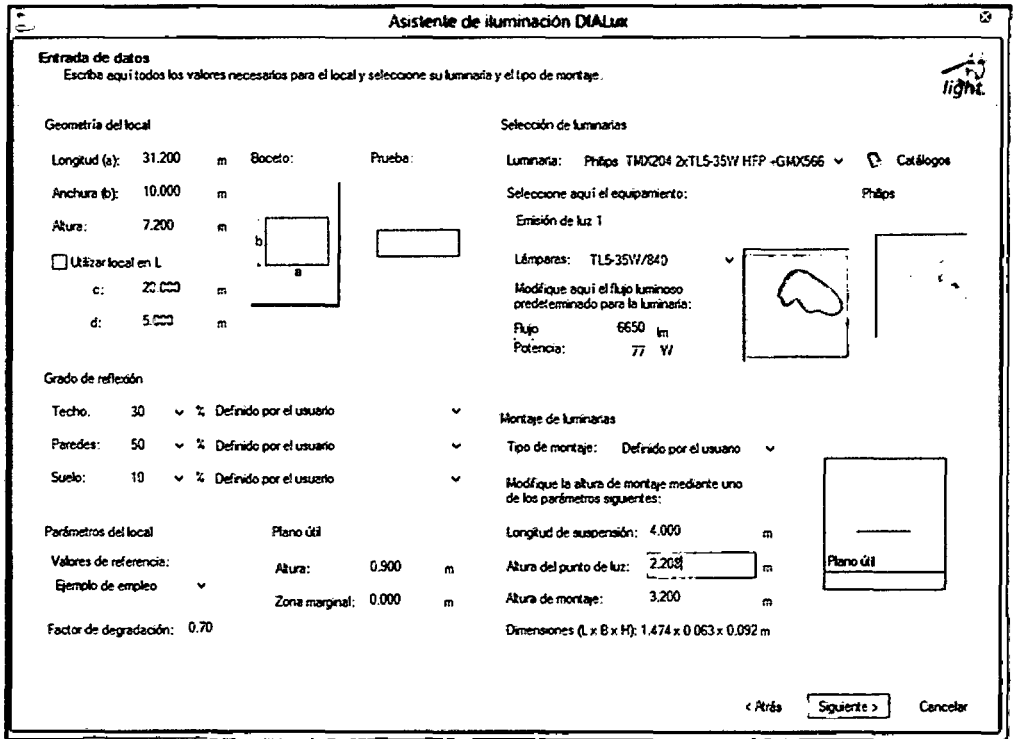 Asistente de iluminación DIALux
Entrada de datos
Escriba aquí todos los valores necesarios para el local y seleccione su luminaria y el tipo de montaje.
light.
Geometría del local
Longitud (a): 31.200 m
Boceto:
Prueba:
Anchura (b): 10.000 m
Altura: 7.200 m
b
a
Utilizar local en L
c: 20.000 m
d: 5.000 m
Grado de reflexión
Techo. 30 % Definido por el usuario
Paredes: 50 % Definido por el usuario
Suelo: 10 % Definido por el usuario
Parámetros del local
Valores de referencia:
Ejemplo de empleo
Factor de degradación: 0.70
Plano útil
Altura: 0.900 m
Zona marginal: 0.000 m
Selección de luminarias
Luminaria: Philips TMX204 2xTL5-35W HFP +GMX566
Catálogos
Seleccione aquí el equipamiento:
Philips
Emisión de luz 1
Lámparas: TL5-35W/840
Modifique aquí el flujo luminoso
predeterminado para la luminaria:
Flujo 6650 lm
Potencia: 77 W
Montaje de luminarias
Tipo de montaje: Definido por el usuario
Modifique la altura de montaje mediante uno
de los parámetros siguientes:
Longitud de suspensión: 4.000 m
Altura del punto de luz: 2.208 m
Altura de montaje: 3,200 m
Plano útil
Dimensiones (L x B x H): 1.474 x 0.063 x 0.092 m
< Atrás
Siguiente >
Cancelar